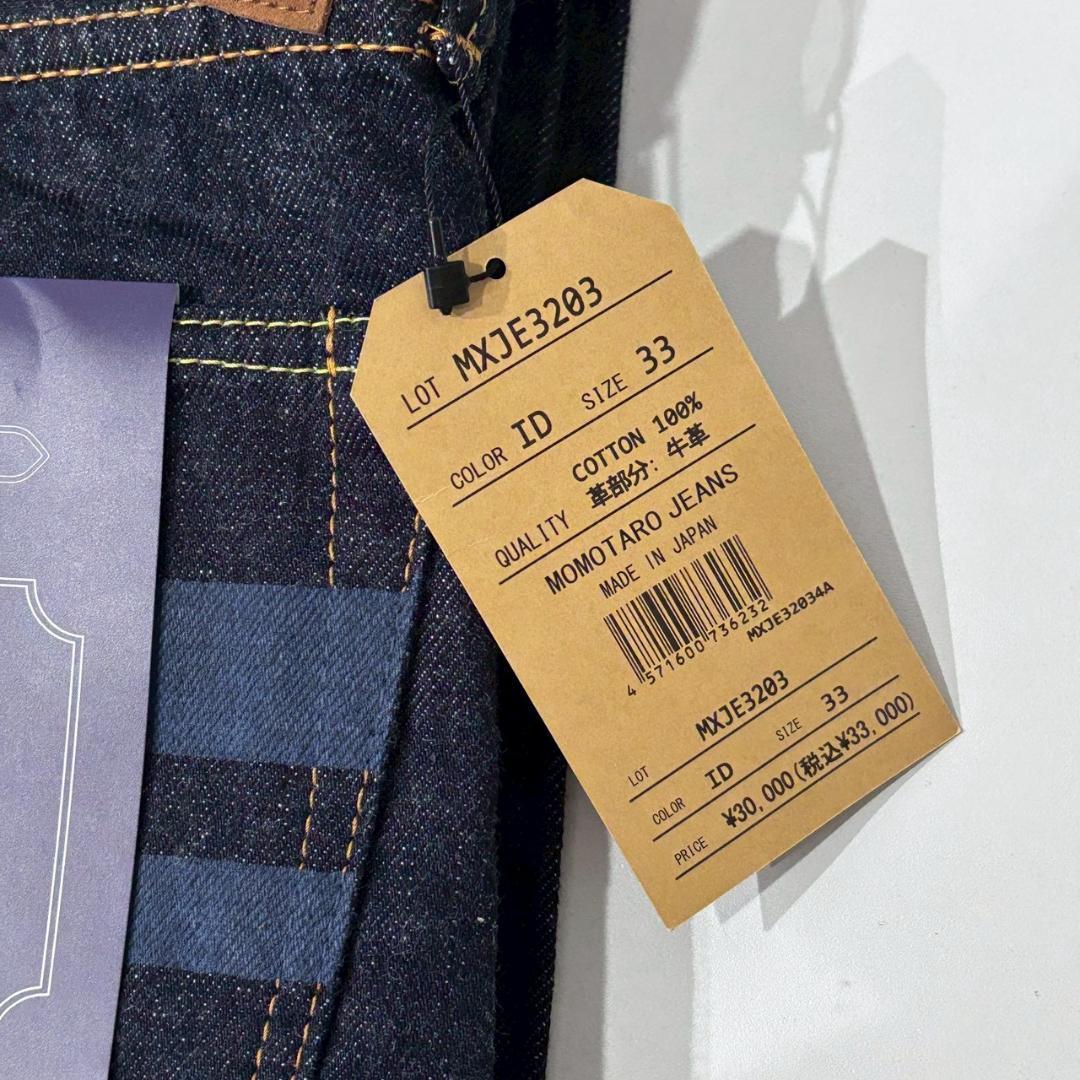 LOT MXJE3203
COLOR ID SIZE 33
COTTON 100%
QUALITY 革部分: 牛革
MOMOTARO JEANS
MADE IN JAPAN
4 571600 736232
MXJE32034A
LOT MXJE3203
COLOR ID SIZE 33
PRICE ¥30,000(税込¥33,000)